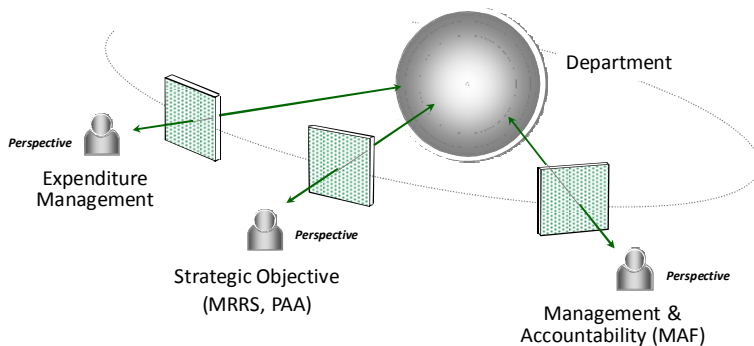 Department
Perspective
Expenditure
Management
Perspective
Strategic Objective
(MRRS, PAA)
Perspective
Management &
Accountability (MAF)